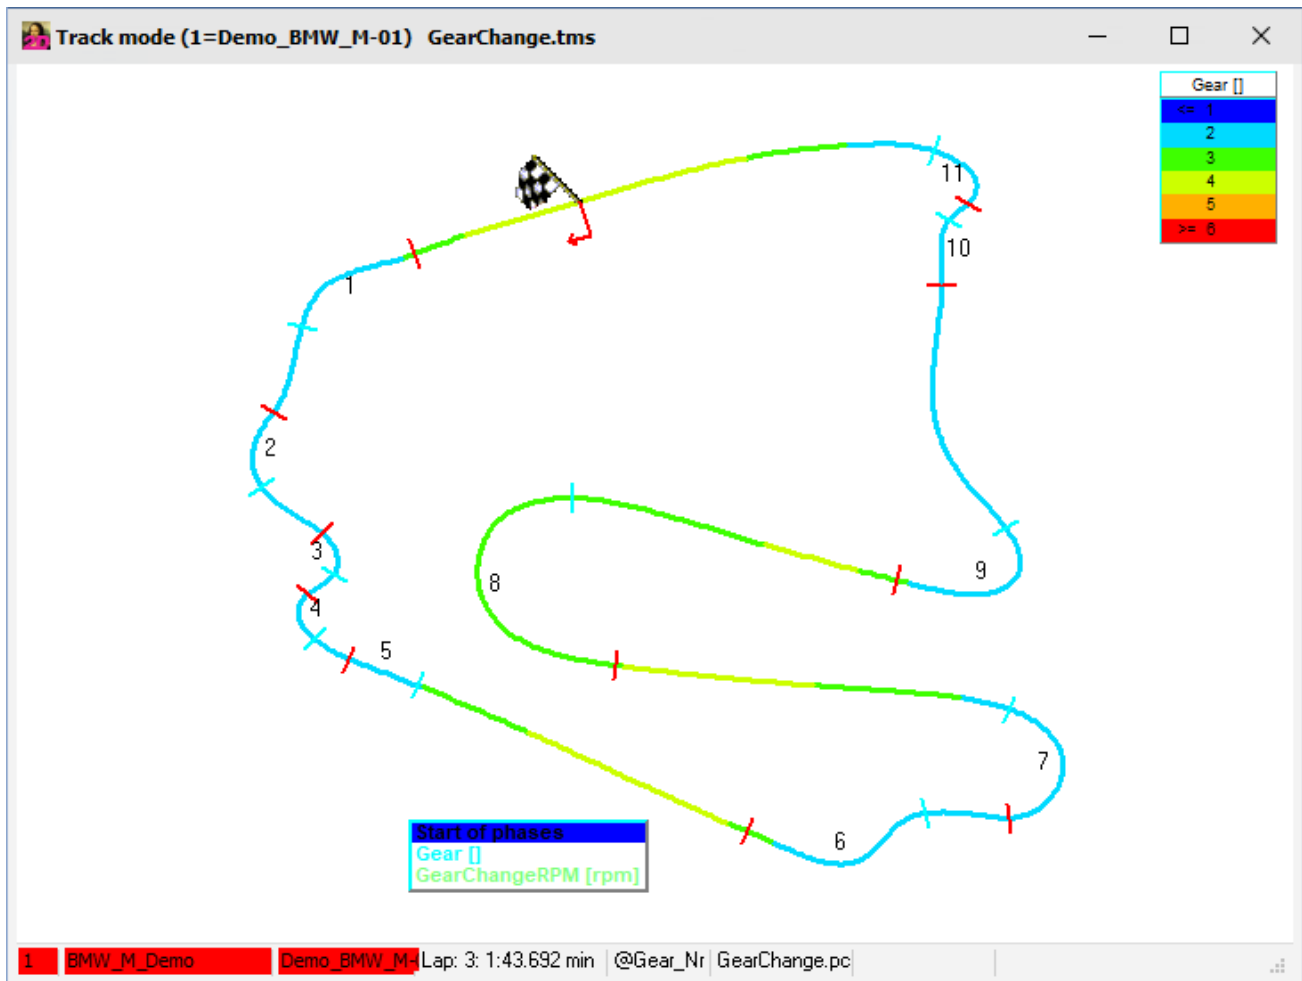 Track mode (1=Demo_BMW_M-01)   GearChange.tms
Gear []
<= 1
2
3
4
5
>= 6
11
10
1
2
3
9
8
4
5
7
6
Start of phases
Gear []
GearChangeRPM [rpm]
1 BMW_M_Demo Demo_BMW_M-( Lap: 3: 1:43.692 min @Gear_Nr GearChange.pc